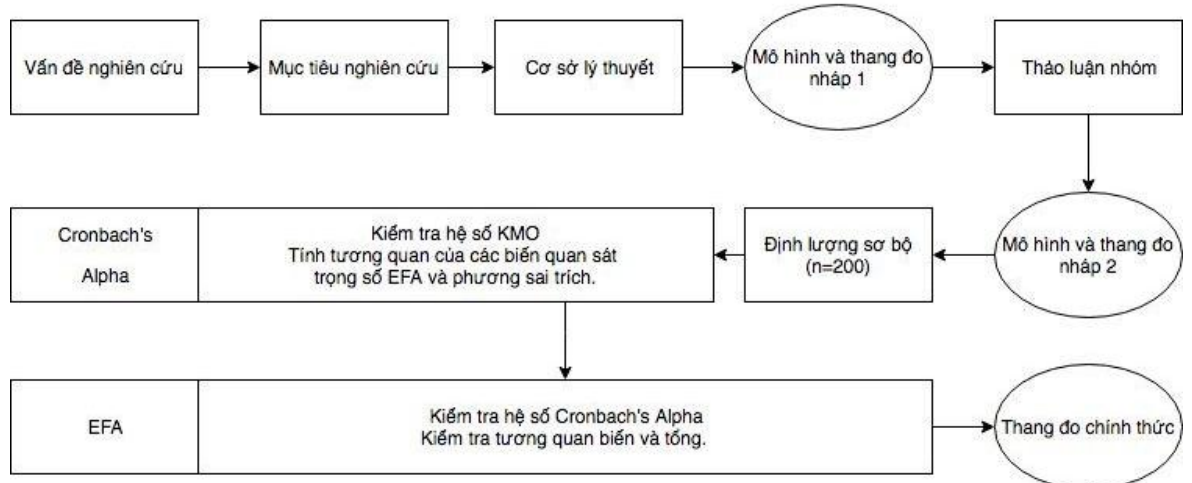 Vấn đề nghiên cứu
Mục tiêu nghiên cứu
Cơ sở lý thuyết
Mô hình và thang đo
nháp 1
Thảo luận nhóm
Mô hình và thang đo
nháp 2
Định lượng sơ bộ
(n=200)
Cronbach's
Alpha
Kiểm tra hệ số KMO
Tính tương quan của các biến quan sát
trọng số EFA và phương sai trích.
EFA
Kiểm tra hệ số Cronbach's Alpha
Kiểm tra tương quan biến và tổng.
Thang đo chính thức